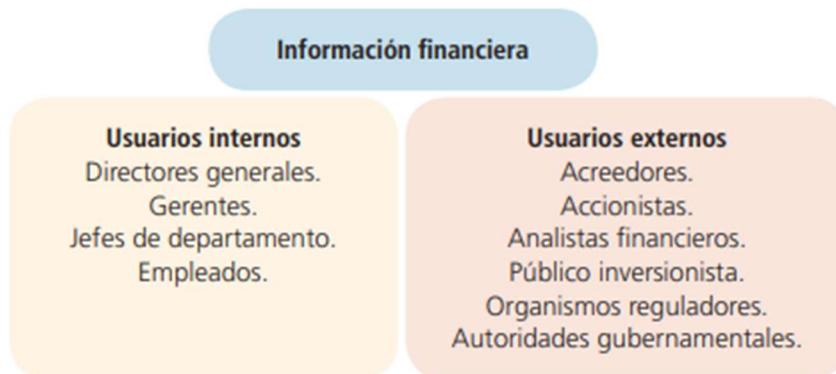 Información financiera
Usuarios internos
Directores generales.
Gerentes.
Jefes de departamento.
Empleados.
Usuarios externos
Acreedores.
Accionistas.
Analistas financieros.
Público inversionista.
Organismos reguladores.
Autoridades gubernamentales.